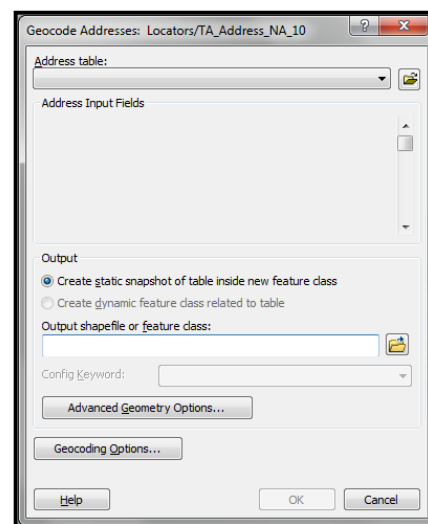 Geocode Addresses: Locators/TA_Address_NA_10
Address table:
Address Input Fields
Output
Create static snapshot of table inside new feature class
Create dynamic feature class related to table
Output shapefile or feature class:
Config Keyword:
Advanced Geometry Options...
Geocoding Options...
Help OK Cancel